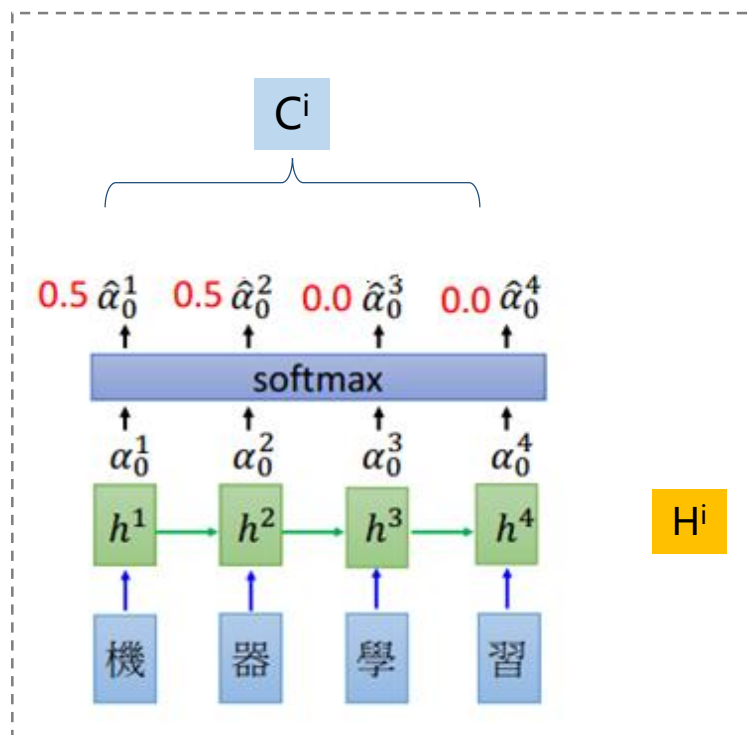 Cⁱ
0.5 α̂₀¹ 0.5 α̂₀² 0.0 α̂₀³ 0.0 α̂₀⁴
softmax
α₀¹ α₀² α₀³ α₀⁴
h¹ h² h³ h⁴
Hⁱ
機 器 學 習